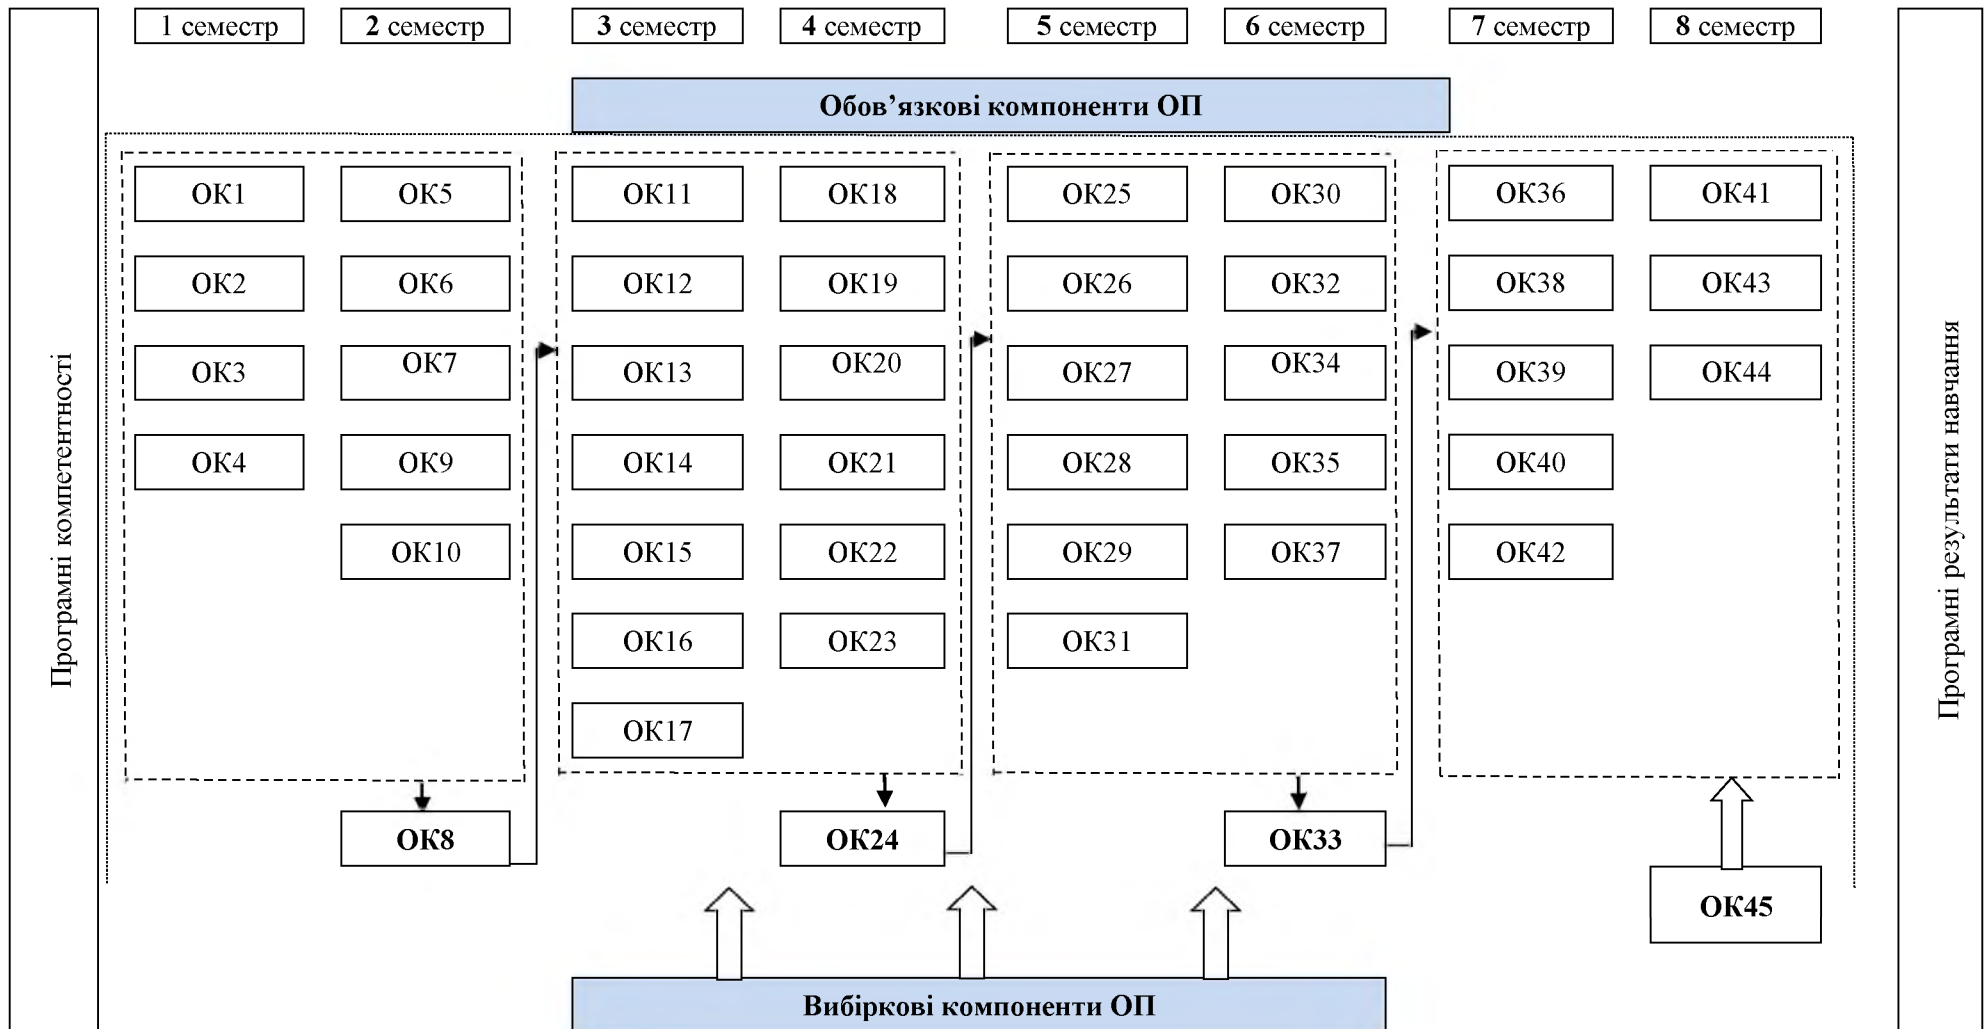 1 семестр
2 семестр
3 семестр
4 семестр
5 семестр
6 семестр
7 семестр
8 семестр
Обов’язкові компоненти ОП
Програмні компетентності
ОК1
ОК5
ОК11
ОК18
ОК25
ОК30
ОК36
ОК41
ОК2
ОК6
ОК12
ОК19
ОК26
ОК32
ОК38
ОК43
ОК3
ОК7
ОК13
ОК20
ОК27
ОК34
ОК39
ОК44
ОК4
ОК9
ОК14
ОК21
ОК28
ОК35
ОК40
ОК10
ОК15
ОК22
ОК29
ОК37
ОК42
ОК16
ОК23
ОК31
ОК17
ОК8
ОК24
ОК33
ОК45
Вибіркові компоненти ОП
Програмні результати навчання